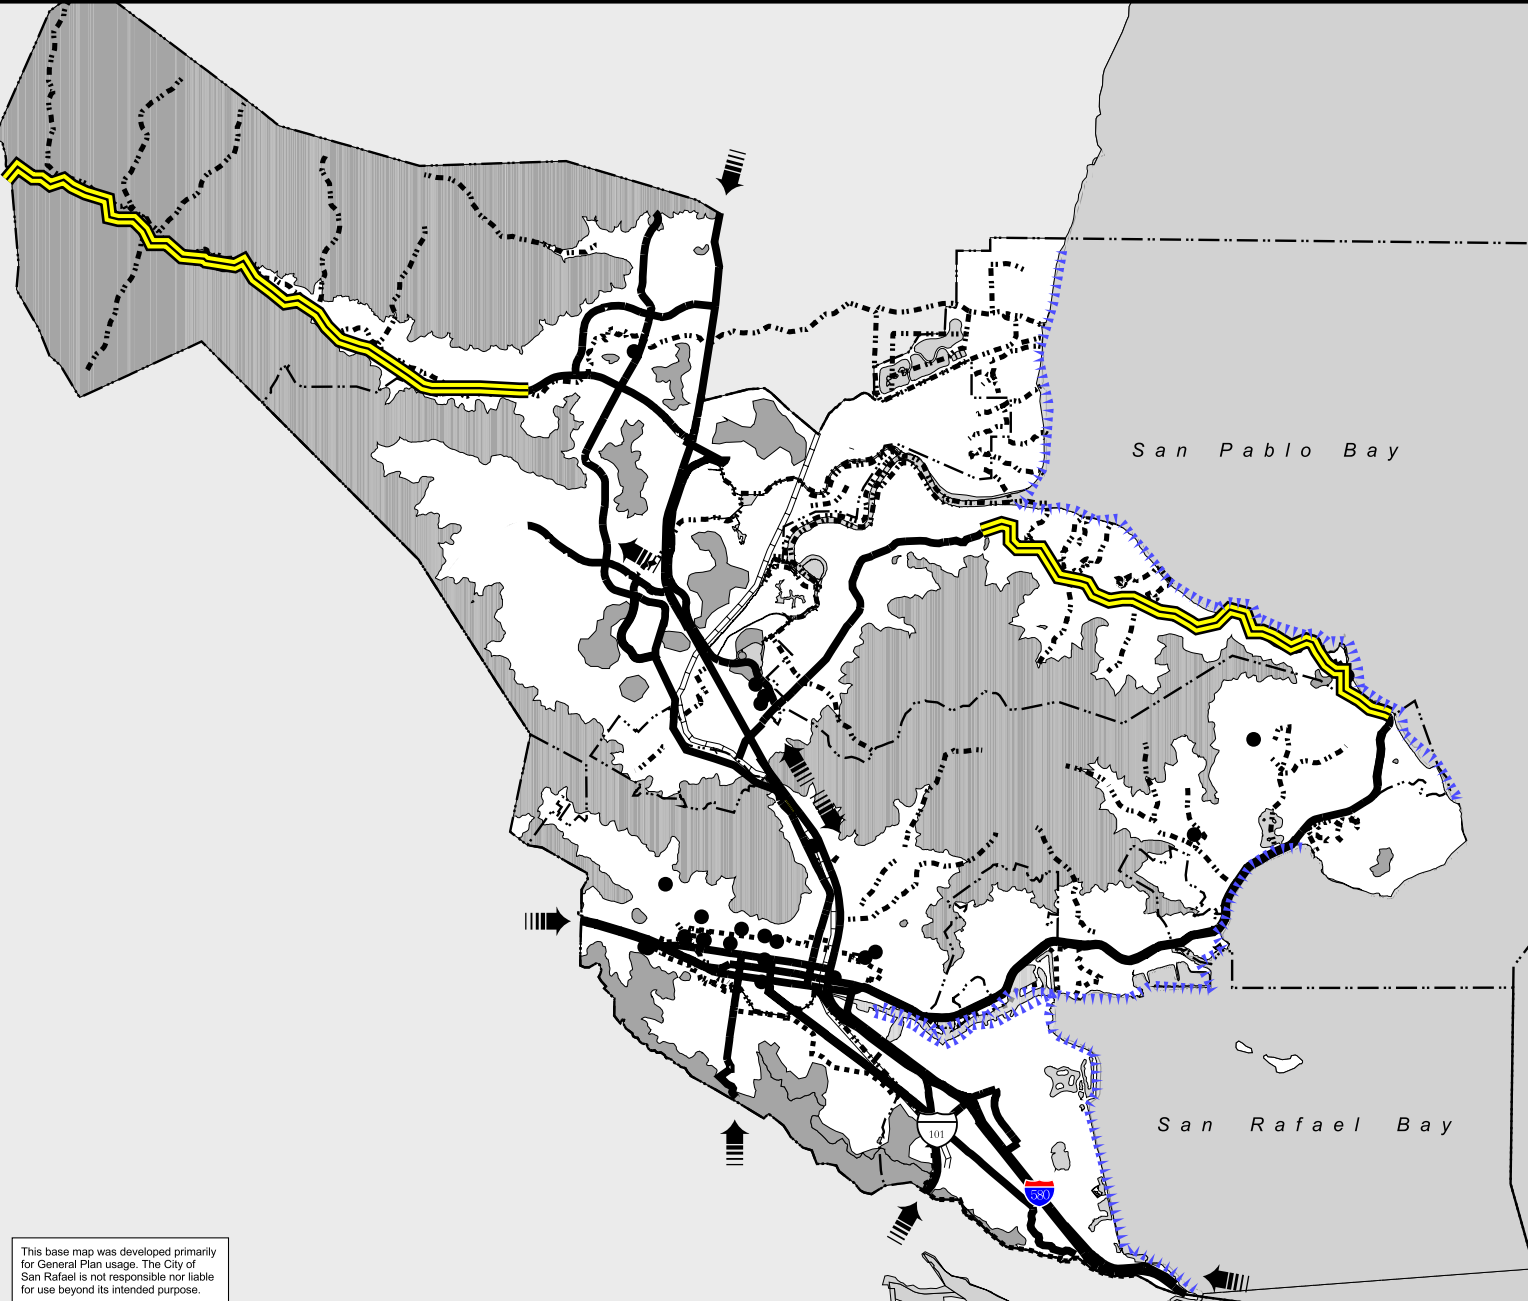 San Pablo Bay
San Rafael Bay
101
580
This base map was developed primarily
for General Plan usage. The City of
San Rafael is not responsible nor liable
for use beyond its intended purpose.